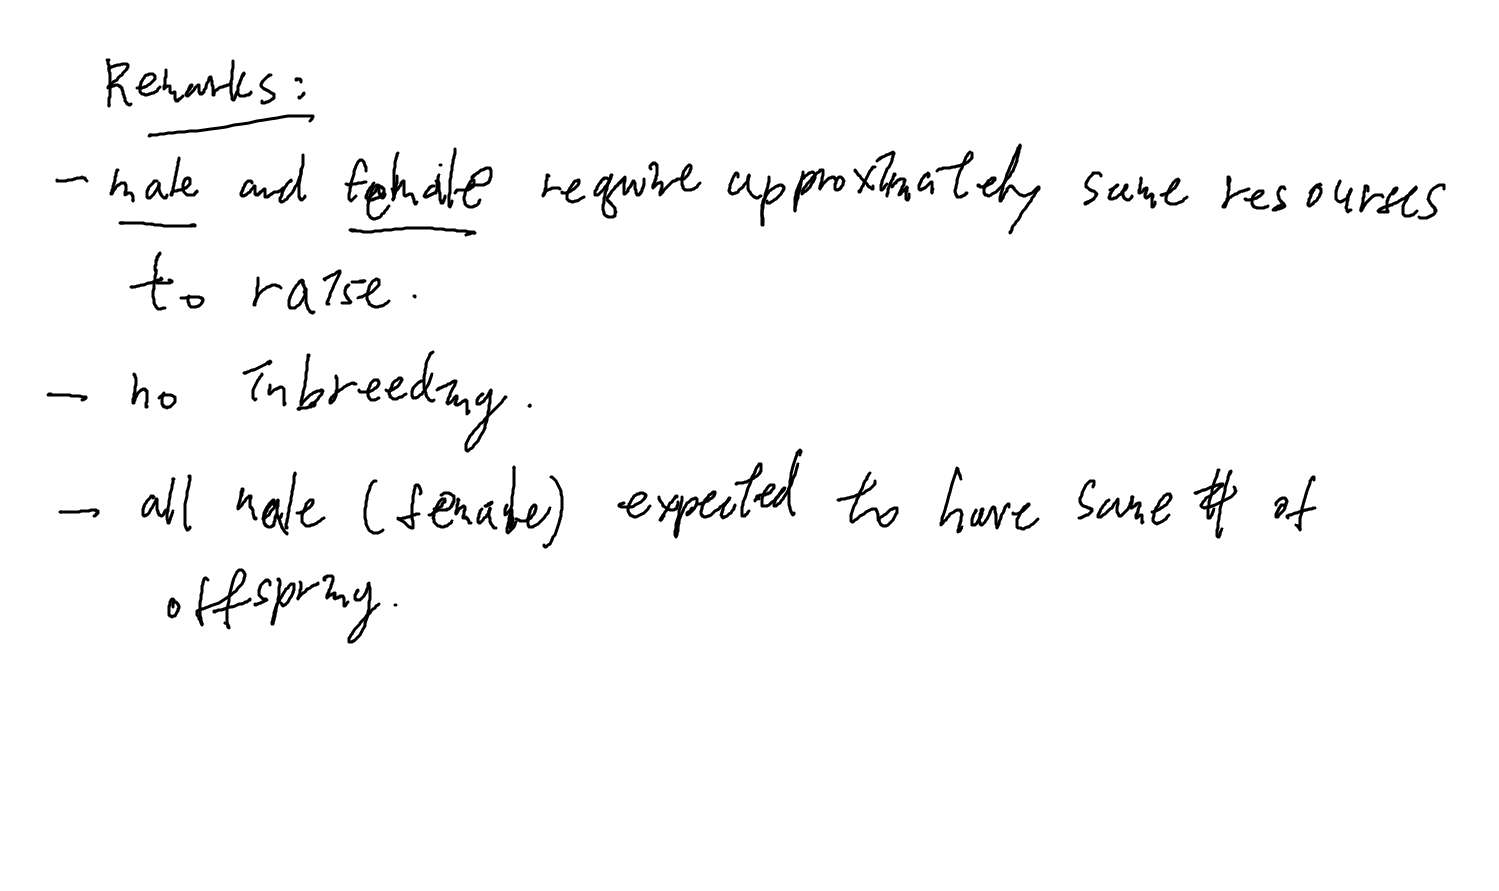 Remarks:
- male and female require approximately same resourses
to raise.
- no inbreeding.
- all male (female) expected to have same # of
offspring.